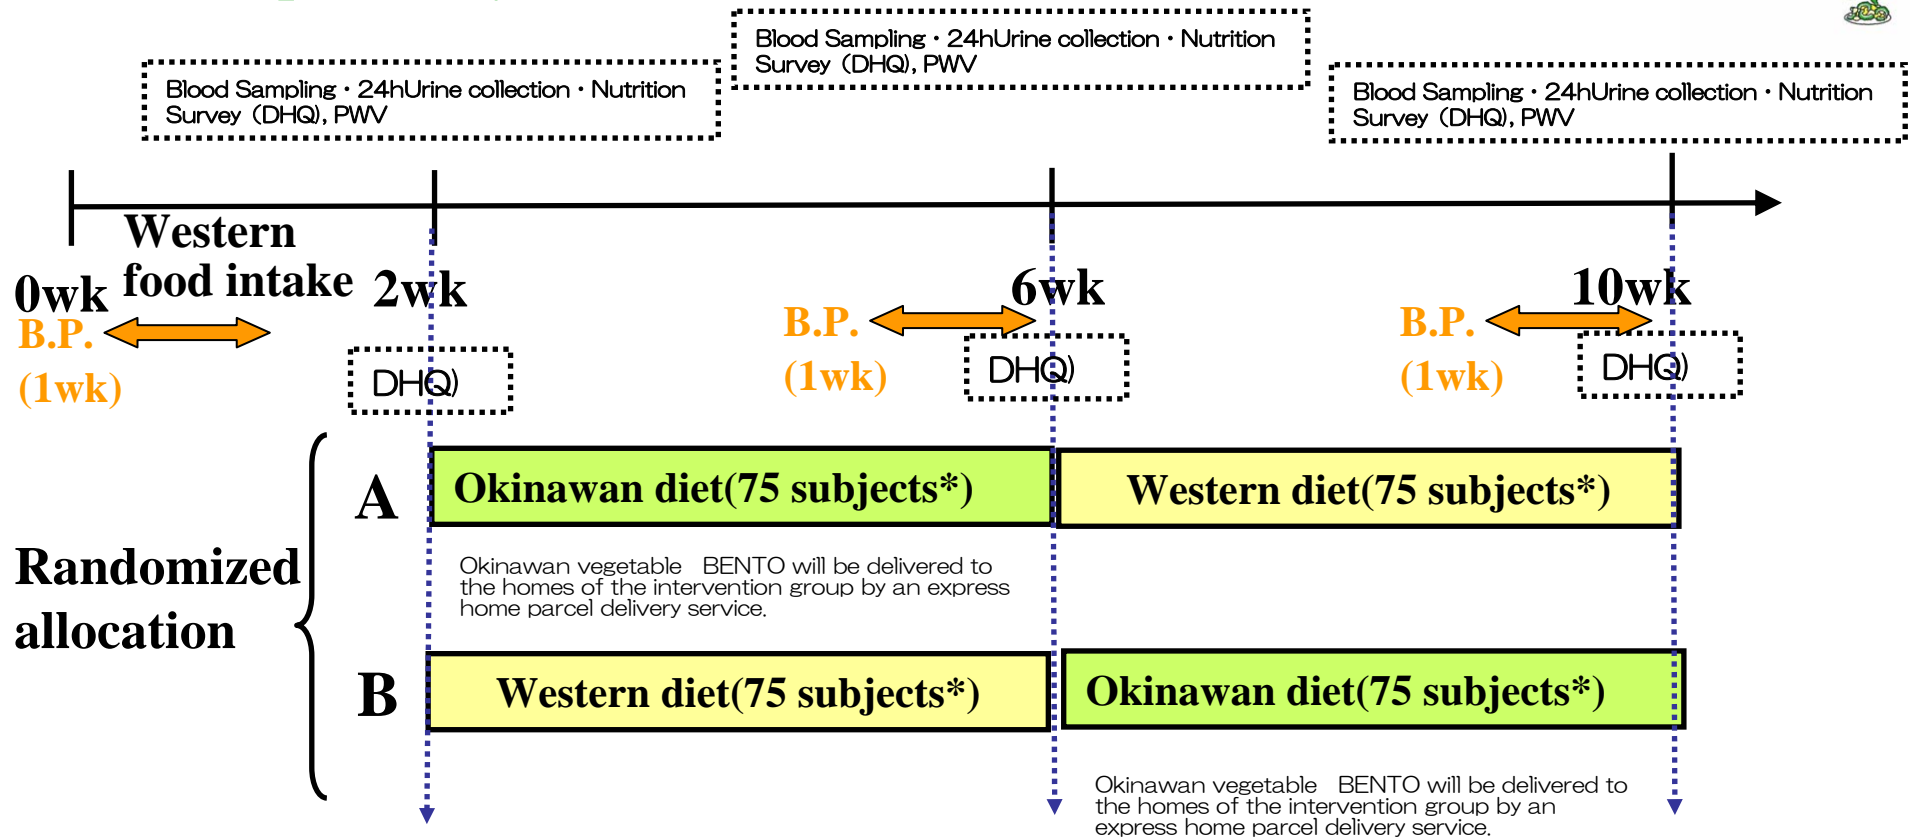 Blood Sampling・24hUrine collection・Nutrition
Survey (DHQ), PWV
Blood Sampling・24hUrine collection・Nutrition
Survey (DHQ), PWV
Blood Sampling・24hUrine collection・Nutrition
Survey (DHQ), PWV
Western
food intake
0wk
2wk
6wk
10wk
B.P.
(1wk)
B.P.
(1wk)
B.P.
(1wk)
DHQ)
DHQ)
DHQ)
Randomized
allocation
A
Okinawan diet(75 subjects*)
Western diet(75 subjects*)
Okinawan vegetable BENTO will be delivered to
the homes of the intervention group by an express
home parcel delivery service.
B
Western diet(75 subjects*)
Okinawan diet(75 subjects*)
Okinawan vegetable BENTO will be delivered to
the homes of the intervention group by an
express home parcel delivery service.